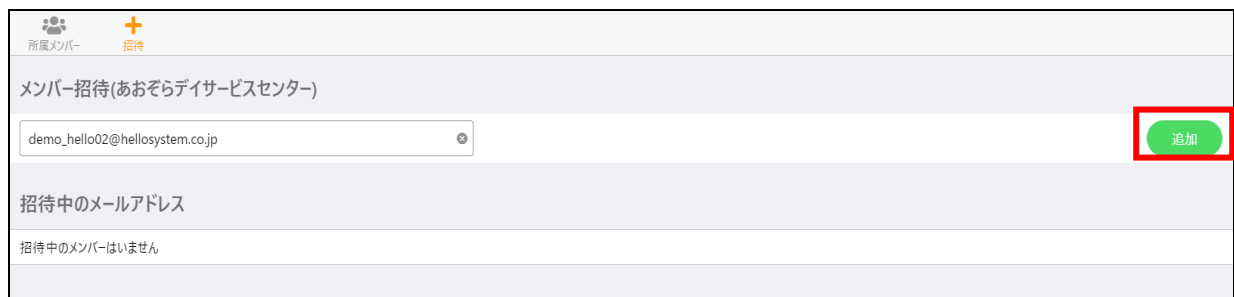 所属メンバー
招待
メンバー招待(あおぞらデイサービスセンター)
demo_hello02@hellosystem.co.jp
追加
招待中のメールアドレス
招待中のメンバーはいません